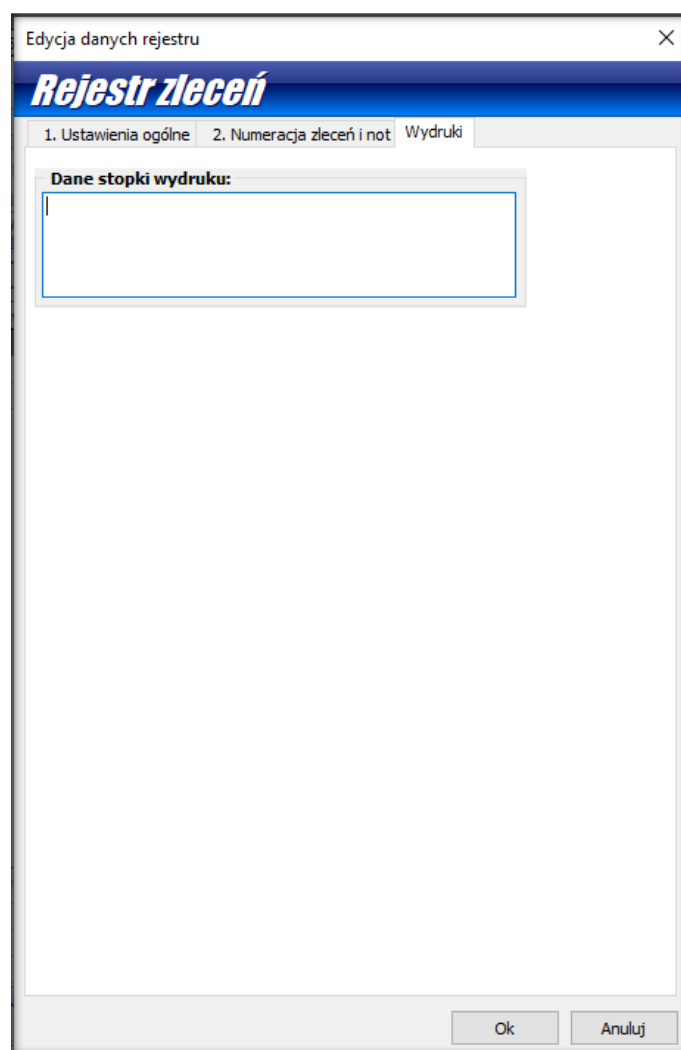 Edycja danych rejestru
Rejestr zleceń
1. Ustawienia ogólne 2. Numeracja zleceń i not Wydruki
Dane stopki wydruku:
Ok Anuluj